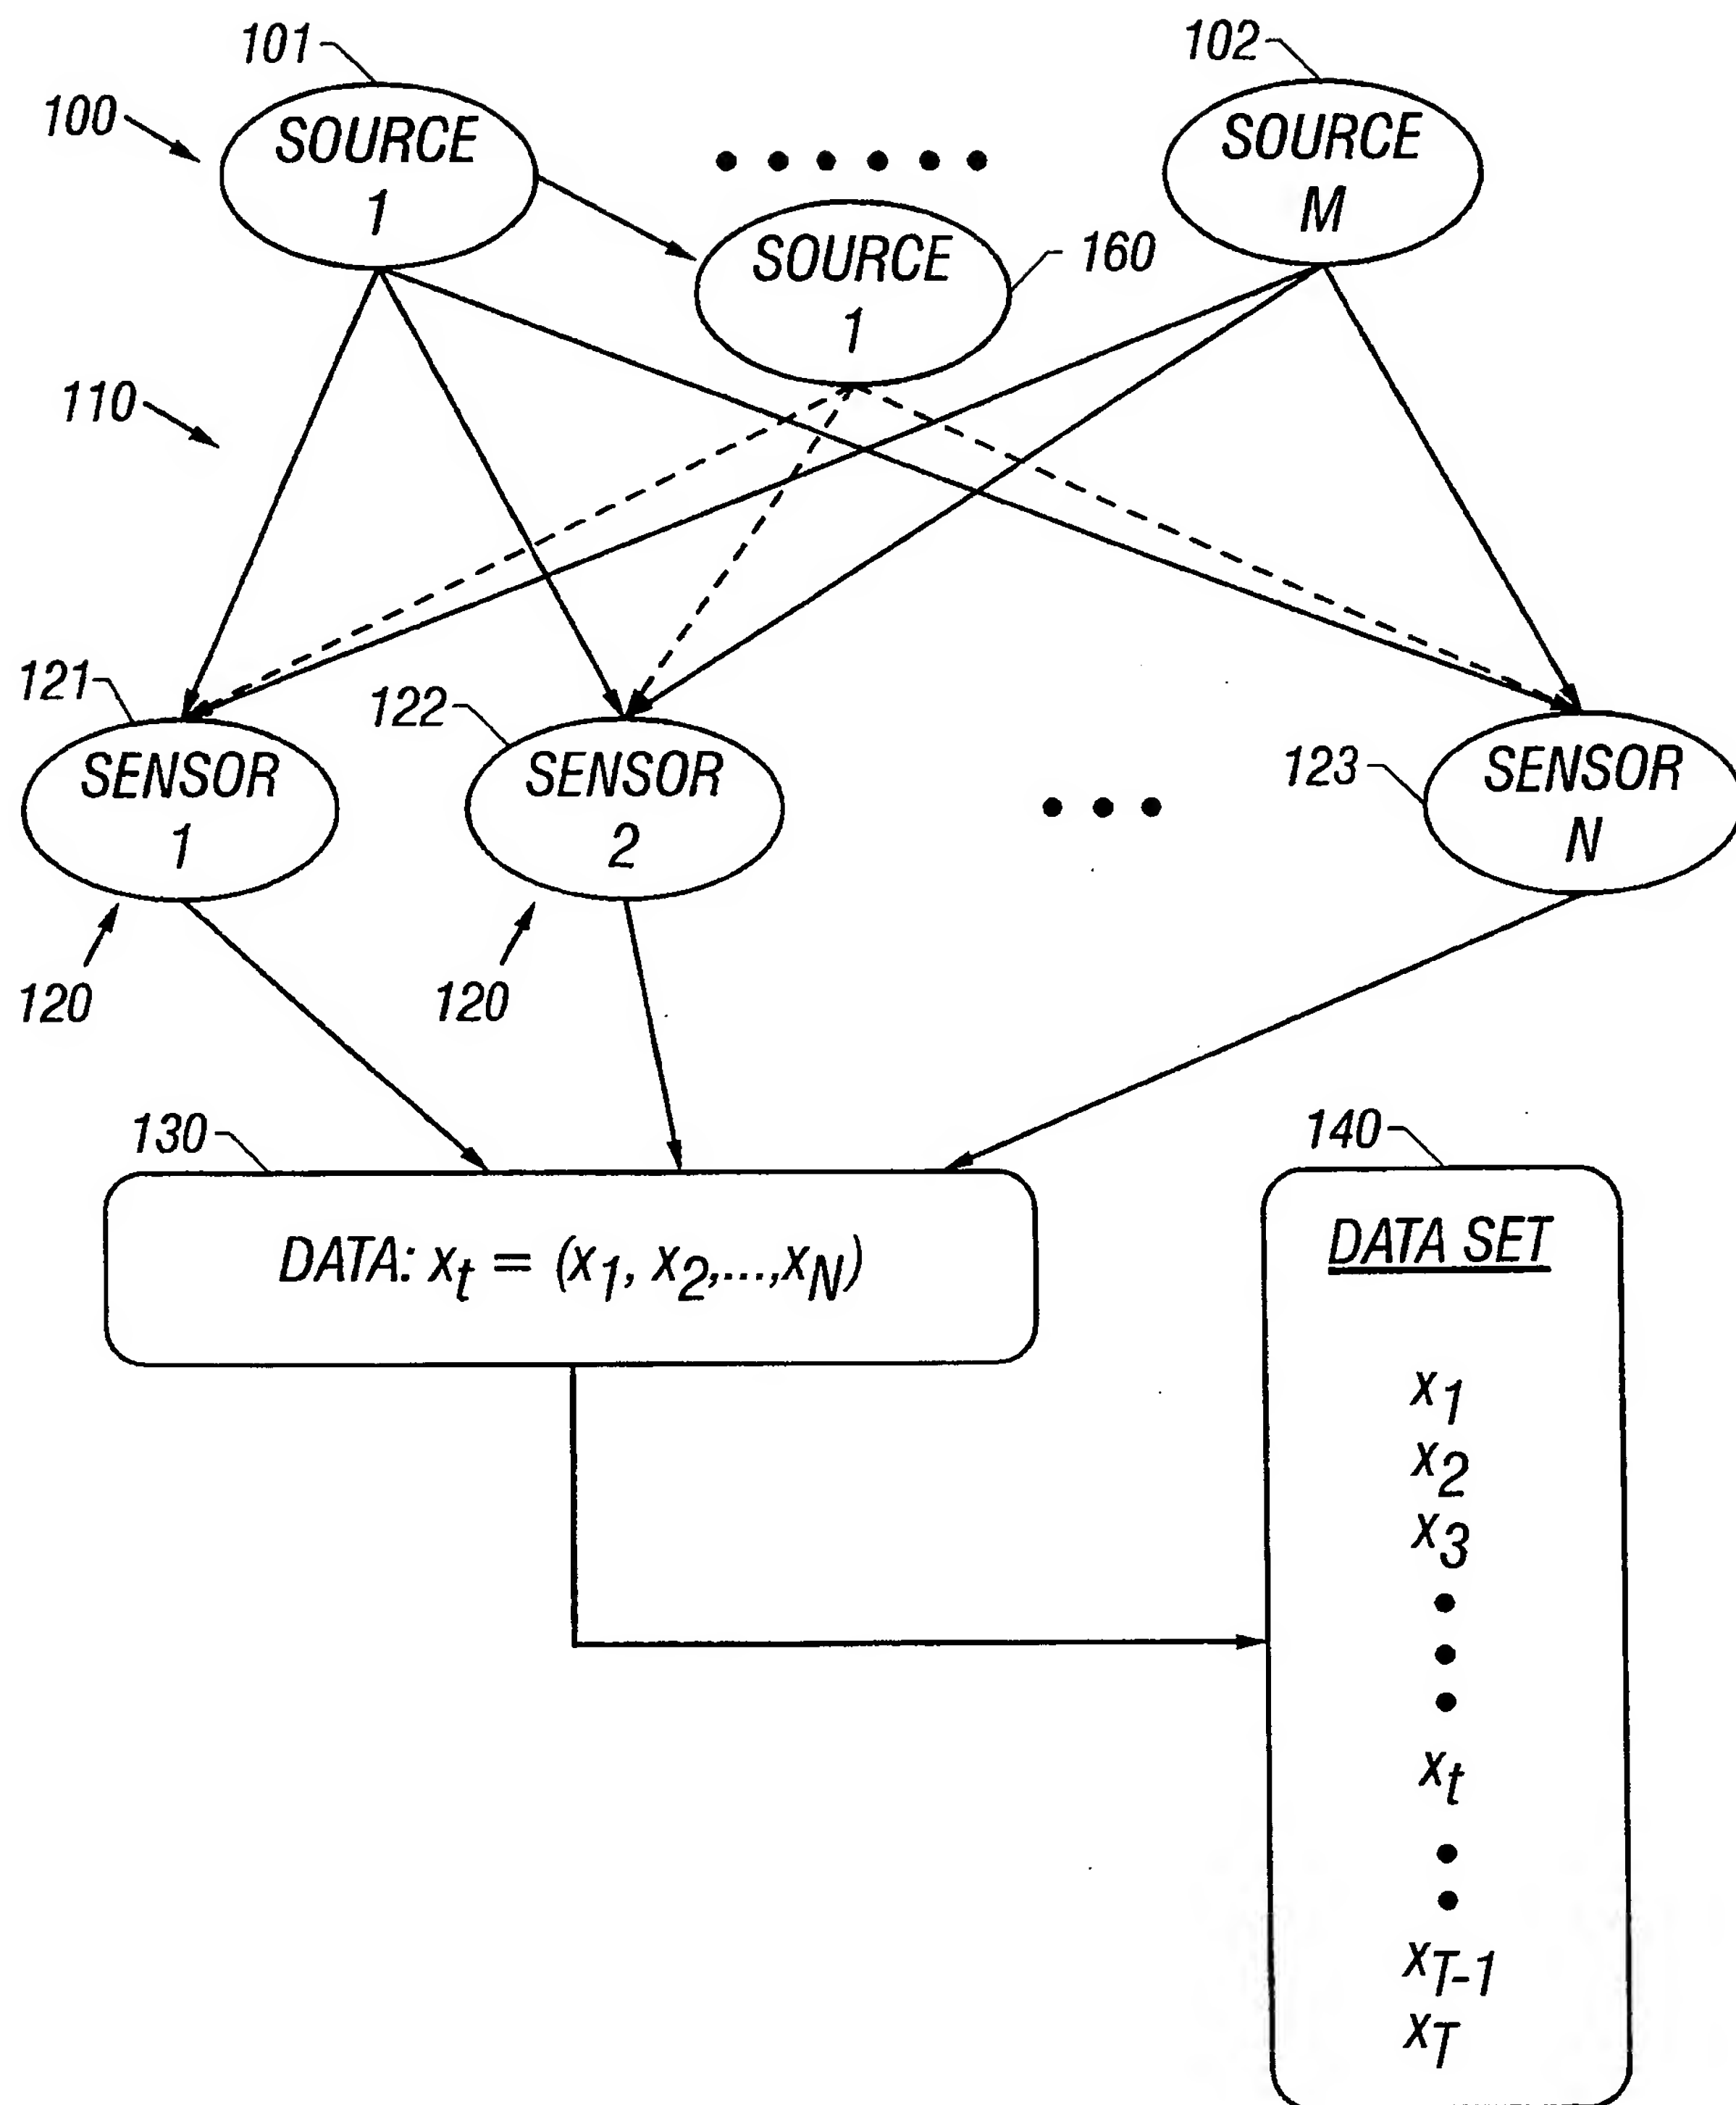 101
102
100
SOURCE
1
SOURCE
M
SOURCE
1
160
110
121
122
123
SENSOR
1
SENSOR
2
SENSOR
N
120
120
130
140
DATA: xt = (x1, x2,...,xN)
DATA SET
x1
x2
x3
xt
xT-1
xT